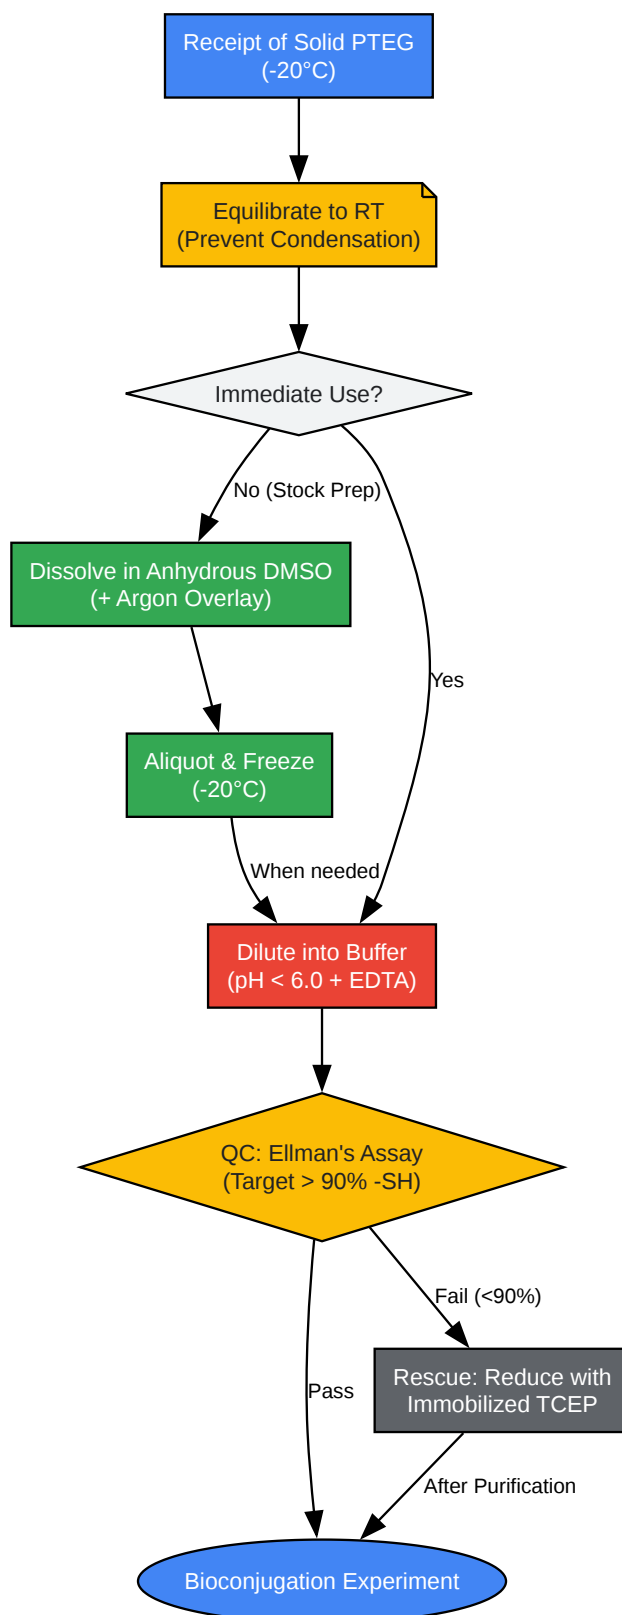 Receipt of Solid PTEG
(-20°C)
Equilibrate to RT
(Prevent Condensation)
Immediate Use?
No (Stock Prep)
Dissolve in Anhydrous DMSO
(+ Argon Overlay)
Yes
Aliquot & Freeze
(-20°C)
When needed
Dilute into Buffer
(pH < 6.0 + EDTA)
QC: Ellman's Assay
(Target > 90% -SH)
Fail (<90%)
Rescue: Reduce with
Immobilized TCEP
Pass
After Purification
Bioconjugation Experiment